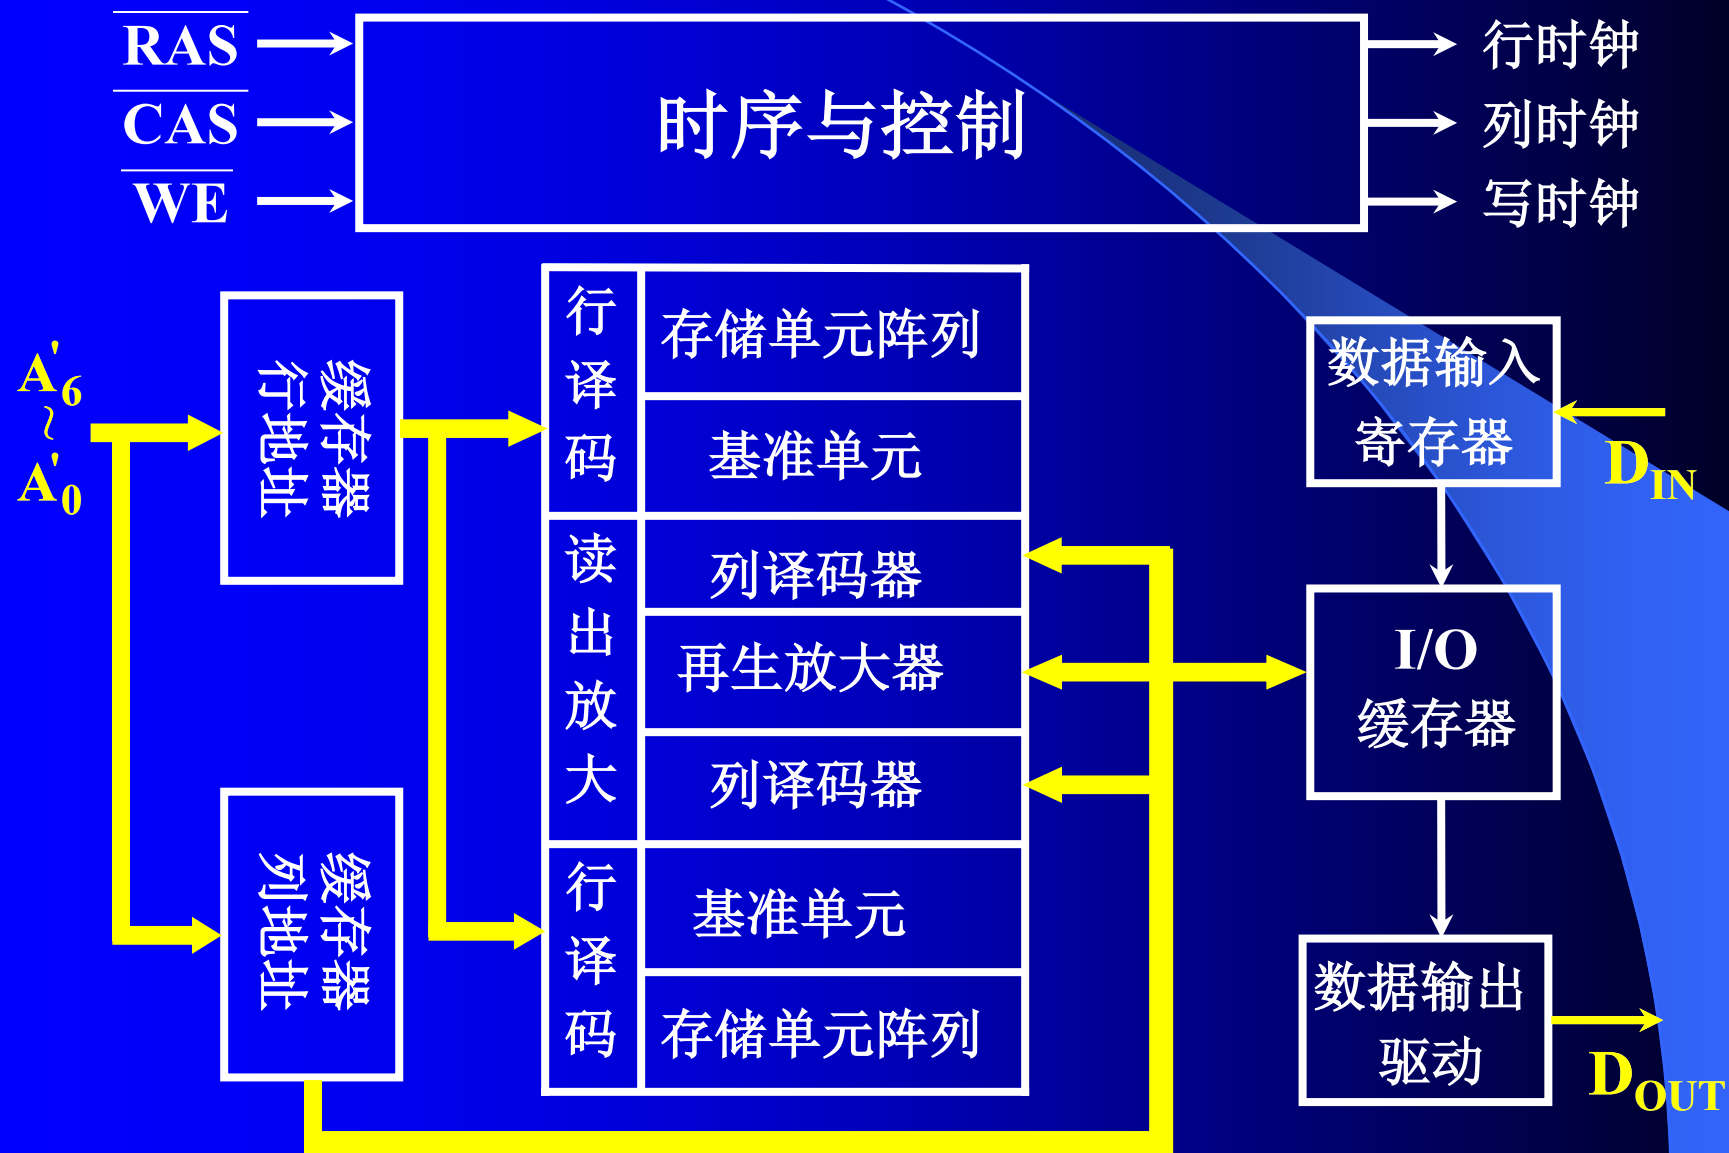 R̅A̅S̅
行时钟
C̅A̅S̅
时序与控制
列时钟
W̅E̅
写时钟
A'6
~
A'0
行地址
缓存器
列地址
缓存器
行译码
存储单元阵列
基准单元
读出放大
列译码器
再生放大器
列译码器
行译码
基准单元
存储单元阵列
数据输入
寄存器
DIN
I/O
缓存器
数据输出
驱动
DOUT